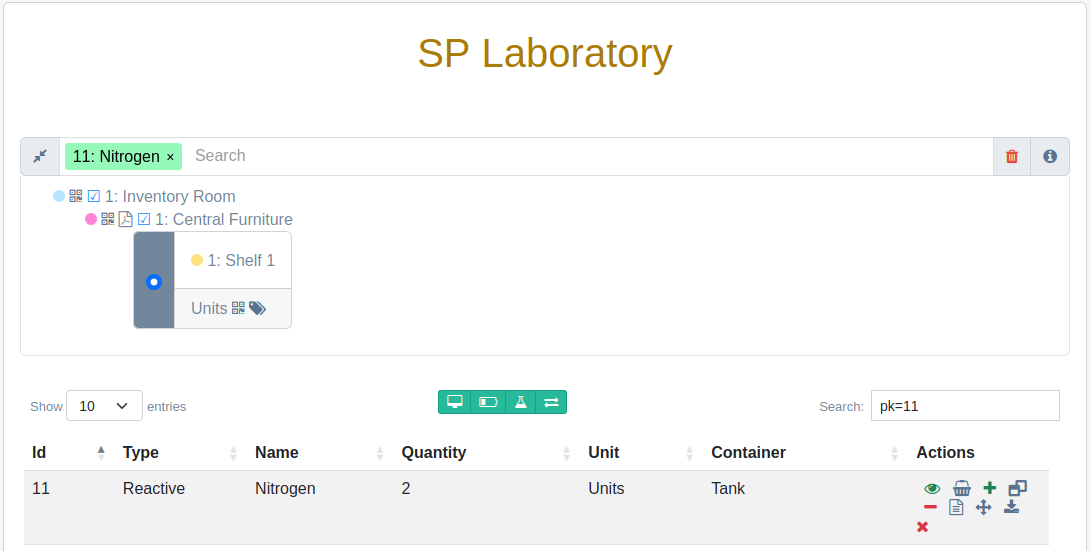 SP Laboratory
11: Nitrogen × Search
1: Inventory Room
1: Central Furniture
1: Shelf 1
Units
Show 10 entries
Search: pk=11
Id Type Name Quantity Unit Container Actions
11 Reactive Nitrogen 2 Units Tank